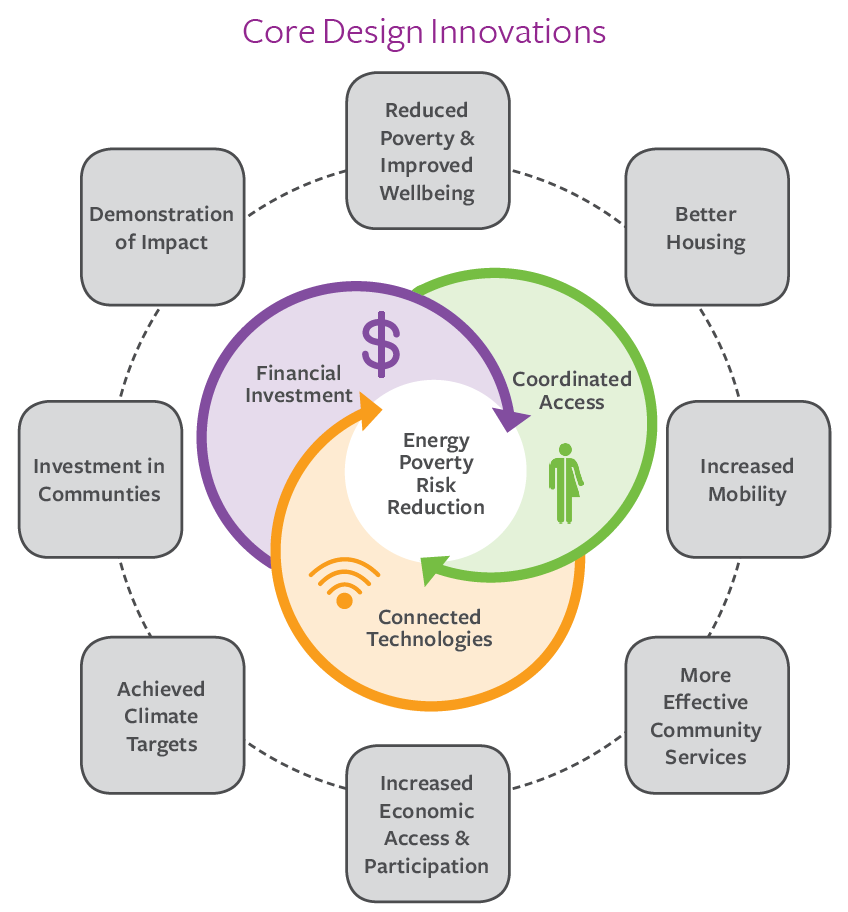 Core Design Innovations
Reduced
Poverty &
Improved
Wellbeing
Better
Housing
Increased
Mobility
More
Effective
Community
Services
Increased
Economic
Access &
Participation
Achieved
Climate
Targets
Investment in
Communties
Demonstration
of Impact
$
Financial
Investment
Coordinated
Access
Connected
Technologies
Energy
Poverty
Risk
Reduction